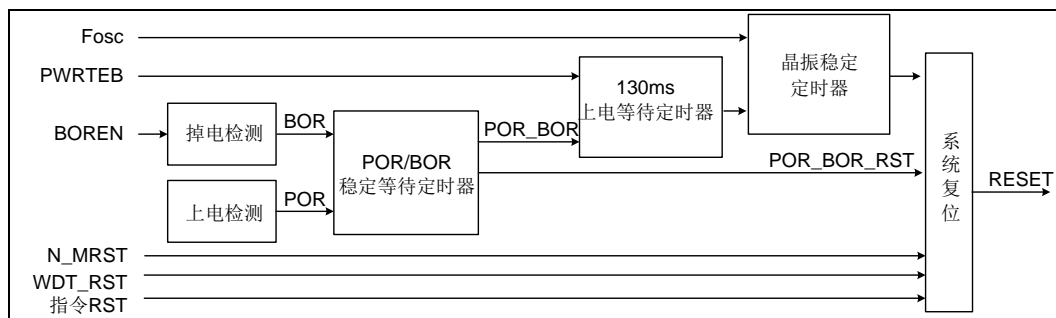 Fosc
PWRTEB
BOREN
掉电检测
BOR
上电检测
POR
POR/BOR
稳定等待定时器
POR_BOR
130ms
上电等待定时器
晶振稳定
定时器
POR_BOR_RST
系统复位
RESET
N_MRST
WDT_RST
指令RST